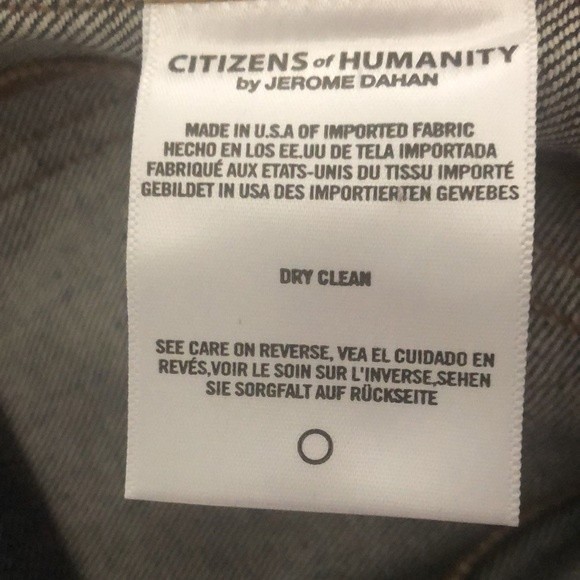 CITIZENS of HUMANITY
by JEROME DAHAN
MADE IN U.S.A OF IMPORTED FABRIC
HECHO EN LOS EE.UU DE TELA IMPORTADA
FABRIQUÉ AUX ETATS-UNIS DU TISSU IMPORTÉ
GEBILDET IN USA DES IMPORTIERTEN GEWEBES
DRY CLEAN
SEE CARE ON REVERSE, VEA EL CUIDADO EN
REVÉS,VOIR LE SOIN SUR L'INVERSE,SEHEN
SIE SORGFALT AUF RÜCKSEITE